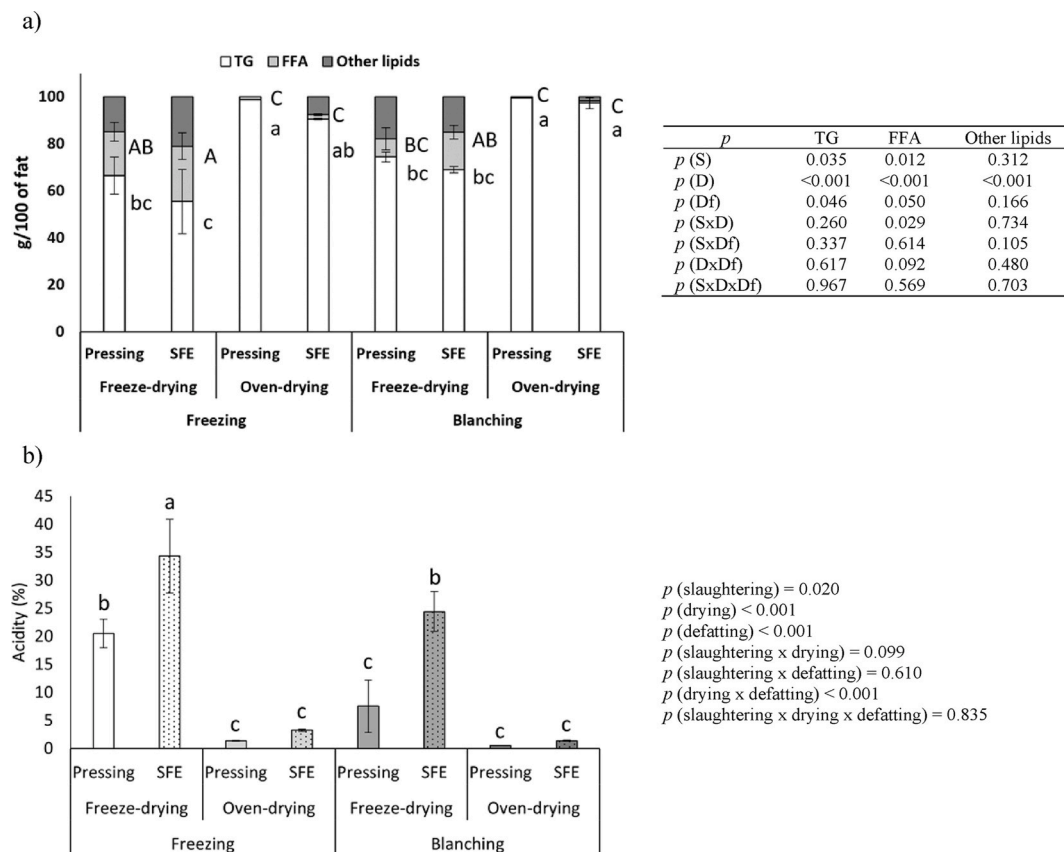 a)
TG FFA Other lipids
100
80
60
40
20
0
g/100 of fat
AB
bc
A
c
C
a
C
ab
BC
bc
AB
bc
C
a
C
a
Pressing SFE Pressing SFE Pressing SFE Pressing SFE
Freeze-drying Oven-drying Freeze-drying Oven-drying
Freezing Blanching
p TG FFA Other lipids
p (S) 0.035 0.012 0.312
p (D) <0.001 <0.001 <0.001
p (Df) 0.046 0.050 0.166
p (SxD) 0.260 0.029 0.734
p (SxDf) 0.337 0.614 0.105
p (DxDf) 0.617 0.092 0.480
p (SxDxDf) 0.967 0.569 0.703
b)
45
40
35
30
25
20
15
10
5
0
Acidity (%)
b
a
c
c
c
b
c
c
Pressing SFE Pressing SFE Pressing SFE Pressing SFE
Freeze-drying Oven-drying Freeze-drying Oven-drying
Freezing Blanching
p (slaughtering) = 0.020
p (drying) < 0.001
p (defatting) < 0.001
p (slaughtering x drying) = 0.099
p (slaughtering x defatting) = 0.610
p (drying x defatting) < 0.001
p (slaughtering x drying x defatting) = 0.835